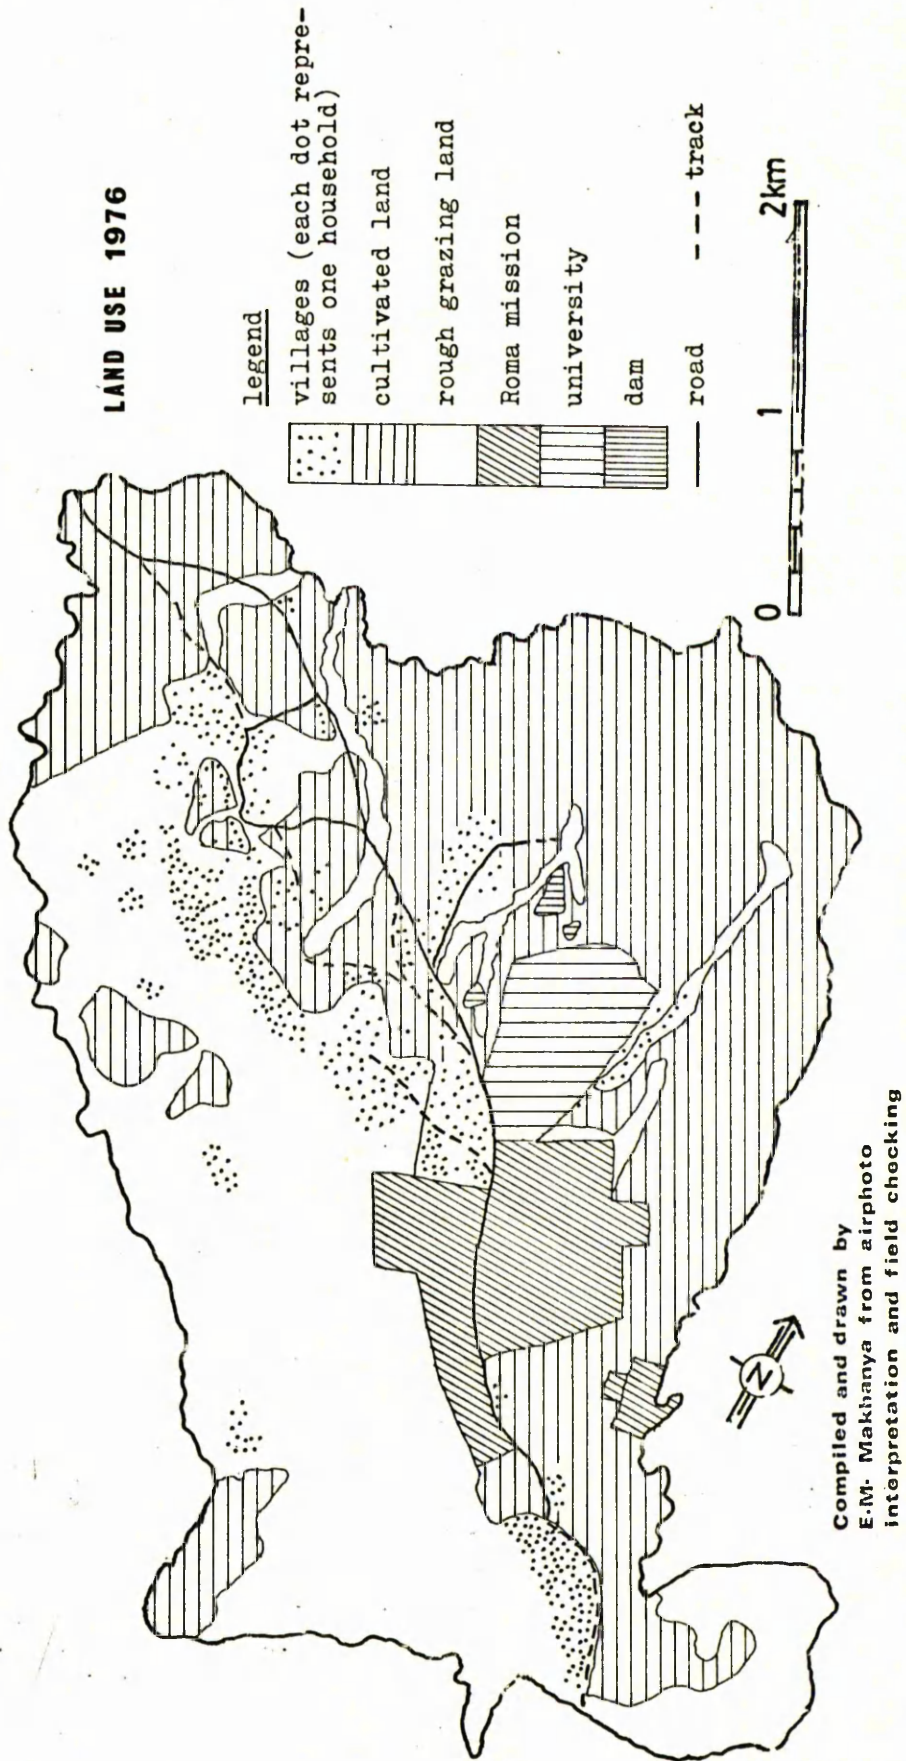 LAND USE 1976
legend
villages (each dot repre-
sents one household)
cultivated land
rough grazing land
Roma mission
university
dam
road --- track
0 1 2km
N
Compiled and drawn by
E.M. Makhanya from airphoto
interpretation and field checking